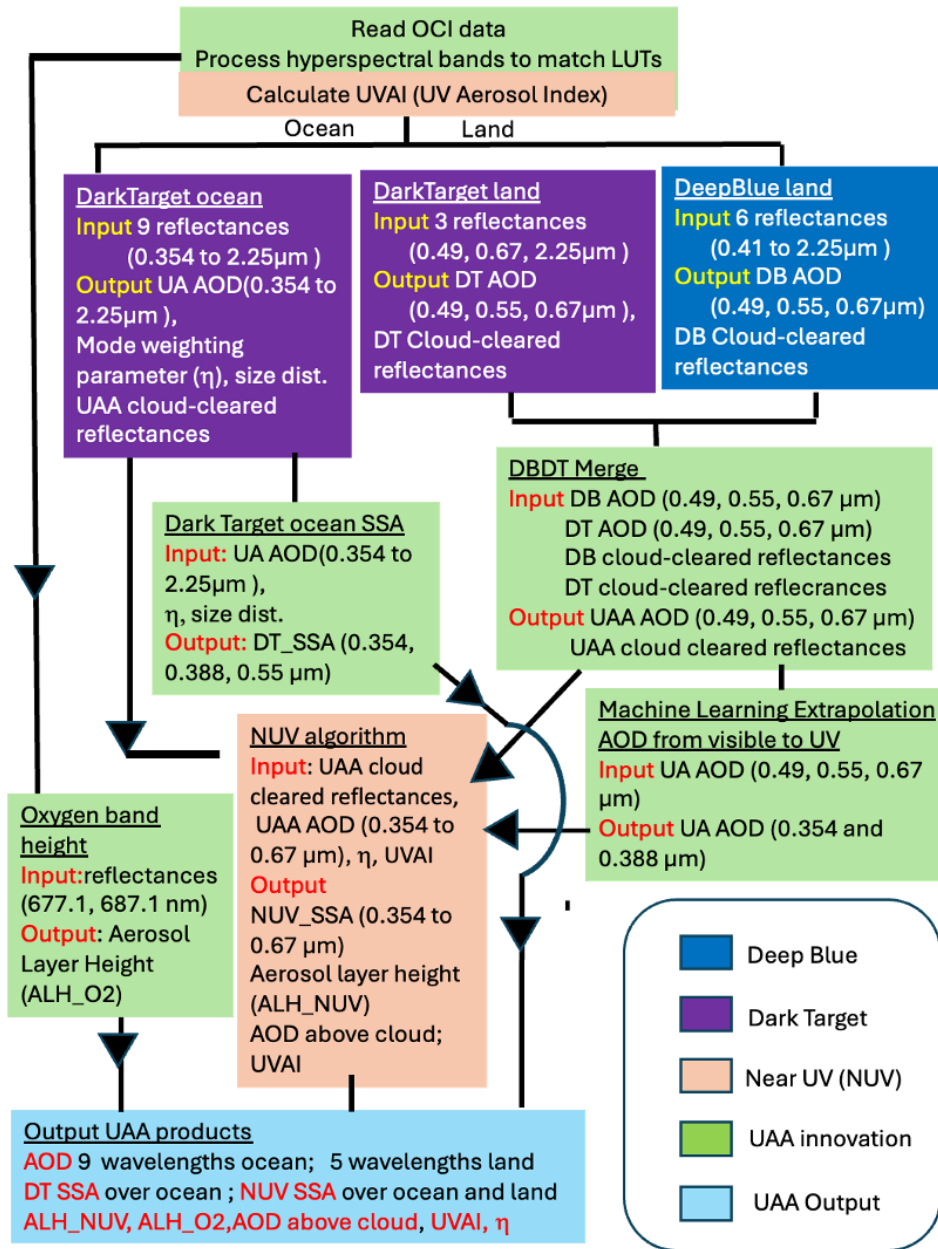 Read OCI data
Process hyperspectral bands to match LUTs
Calculate UVAI (UV Aerosol Index)
Ocean Land
DarkTarget ocean
Input 9 reflectances
(0.354 to 2.25µm )
Output UA AOD(0.354 to
2.25µm ),
Mode weighting
parameter (η), size dist.
UAA cloud-cleared
reflectances
DarkTarget land
Input 3 reflectances
(0.49, 0.67, 2.25µm )
Output DT AOD
(0.49, 0.55, 0.67µm ),
DT Cloud-cleared
reflectances
DeepBlue land
Input 6 reflectances
(0.41 to 2.25µm )
Output DB AOD
(0.49, 0.55, 0.67µm)
DB Cloud-cleared
reflectances
Dark Target ocean SSA
Input: UA AOD(0.354 to
2.25µm ),
η, size dist.
Output: DT_SSA (0.354,
0.388, 0.55 µm)
DBDT Merge
Input DB AOD (0.49, 0.55, 0.67 µm)
DT AOD (0.49, 0.55, 0.67 µm)
DB cloud-cleared reflectances
DT cloud-cleared reflecrances
Output UAA AOD (0.49, 0.55, 0.67 µm)
UAA cloud cleared reflectances
Machine Learning Extrapolation
AOD from visible to UV
Input UA AOD (0.49, 0.55, 0.67
µm)
Output UA AOD (0.354 and
0.388 µm)
NUV algorithm
Input: UAA cloud
cleared reflectances,
UAA AOD (0.354 to
0.67 µm), η, UVAI
Output
NUV_SSA (0.354 to
0.67 µm)
Aerosol layer height
(ALH_NUV)
AOD above cloud;
UVAI
Oxygen band
height
Input:reflectances
(677.1, 687.1 nm)
Output: Aerosol
Layer Height
(ALH_O2)
Output UAA products
AOD 9 wavelengths ocean; 5 wavelengths land
DT SSA over ocean ; NUV SSA over ocean and land
ALH_NUV, ALH_O2,AOD above cloud, UVAI, η
Deep Blue
Dark Target
Near UV (NUV)
UAA innovation
UAA Output